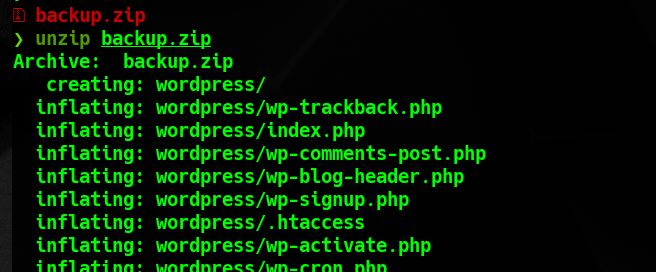 backup.zip
❯ unzip backup.zip
Archive:  backup.zip
   creating: wordpress/
  inflating: wordpress/wp-trackback.php
  inflating: wordpress/index.php
  inflating: wordpress/wp-comments-post.php
  inflating: wordpress/wp-blog-header.php
  inflating: wordpress/wp-signup.php
  inflating: wordpress/.htaccess
  inflating: wordpress/wp-activate.php
  inflating: wordpress/wp-cron.php